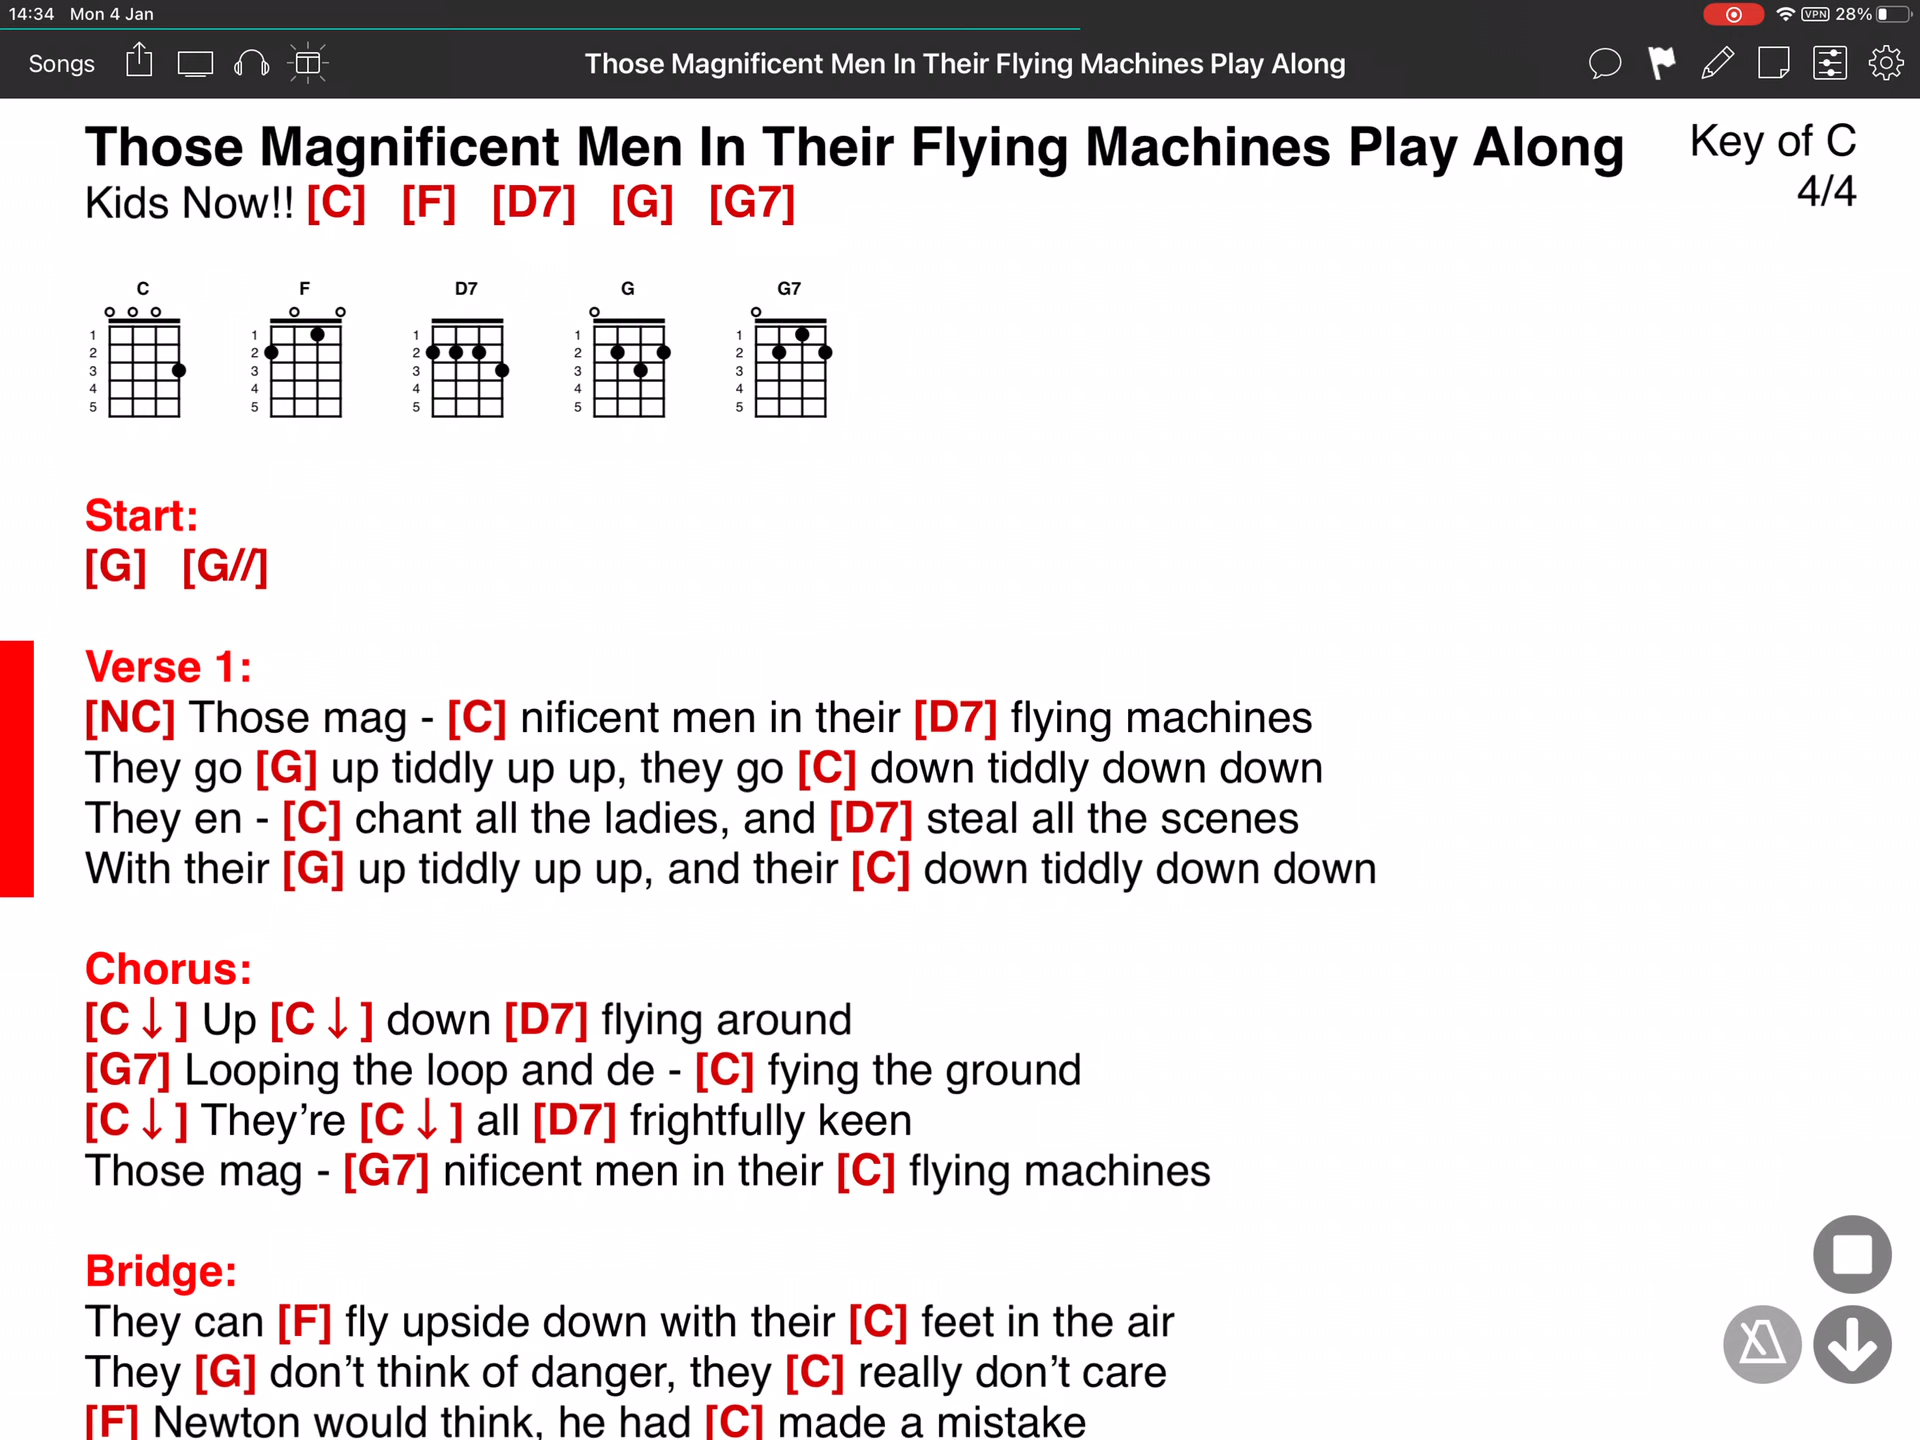 14:34 Mon 4 Jan VPN 28%
Songs Those Magnificent Men In Their Flying Machines Play Along
Those Magnificent Men In Their Flying Machines Play Along Key of C
Kids Now!! [C] [F] [D7] [G] [G7] 4/4
C F D7 G G7
1 1 1 1 1
2 2 2 2 2
3 3 3 3 3
4 4 4 4 4
5 5 5 5 5
Start:
[G] [G//]
Verse 1:
[NC] Those mag - [C] nificent men in their [D7] flying machines
They go [G] up tiddly up up, they go [C] down tiddly down down
They en - [C] chant all the ladies, and [D7] steal all the scenes
With their [G] up tiddly up up, and their [C] down tiddly down down
Chorus:
[C↓] Up [C↓] down [D7] flying around
[G7] Looping the loop and de - [C] fying the ground
[C↓] They’re [C↓] all [D7] frightfully keen
Those mag - [G7] nificent men in their [C] flying machines
Bridge:
They can [F] fly upside down with their [C] feet in the air
They [G] don’t think of danger, they [C] really don’t care
[F] Newton would think, he had [C] made a mistake